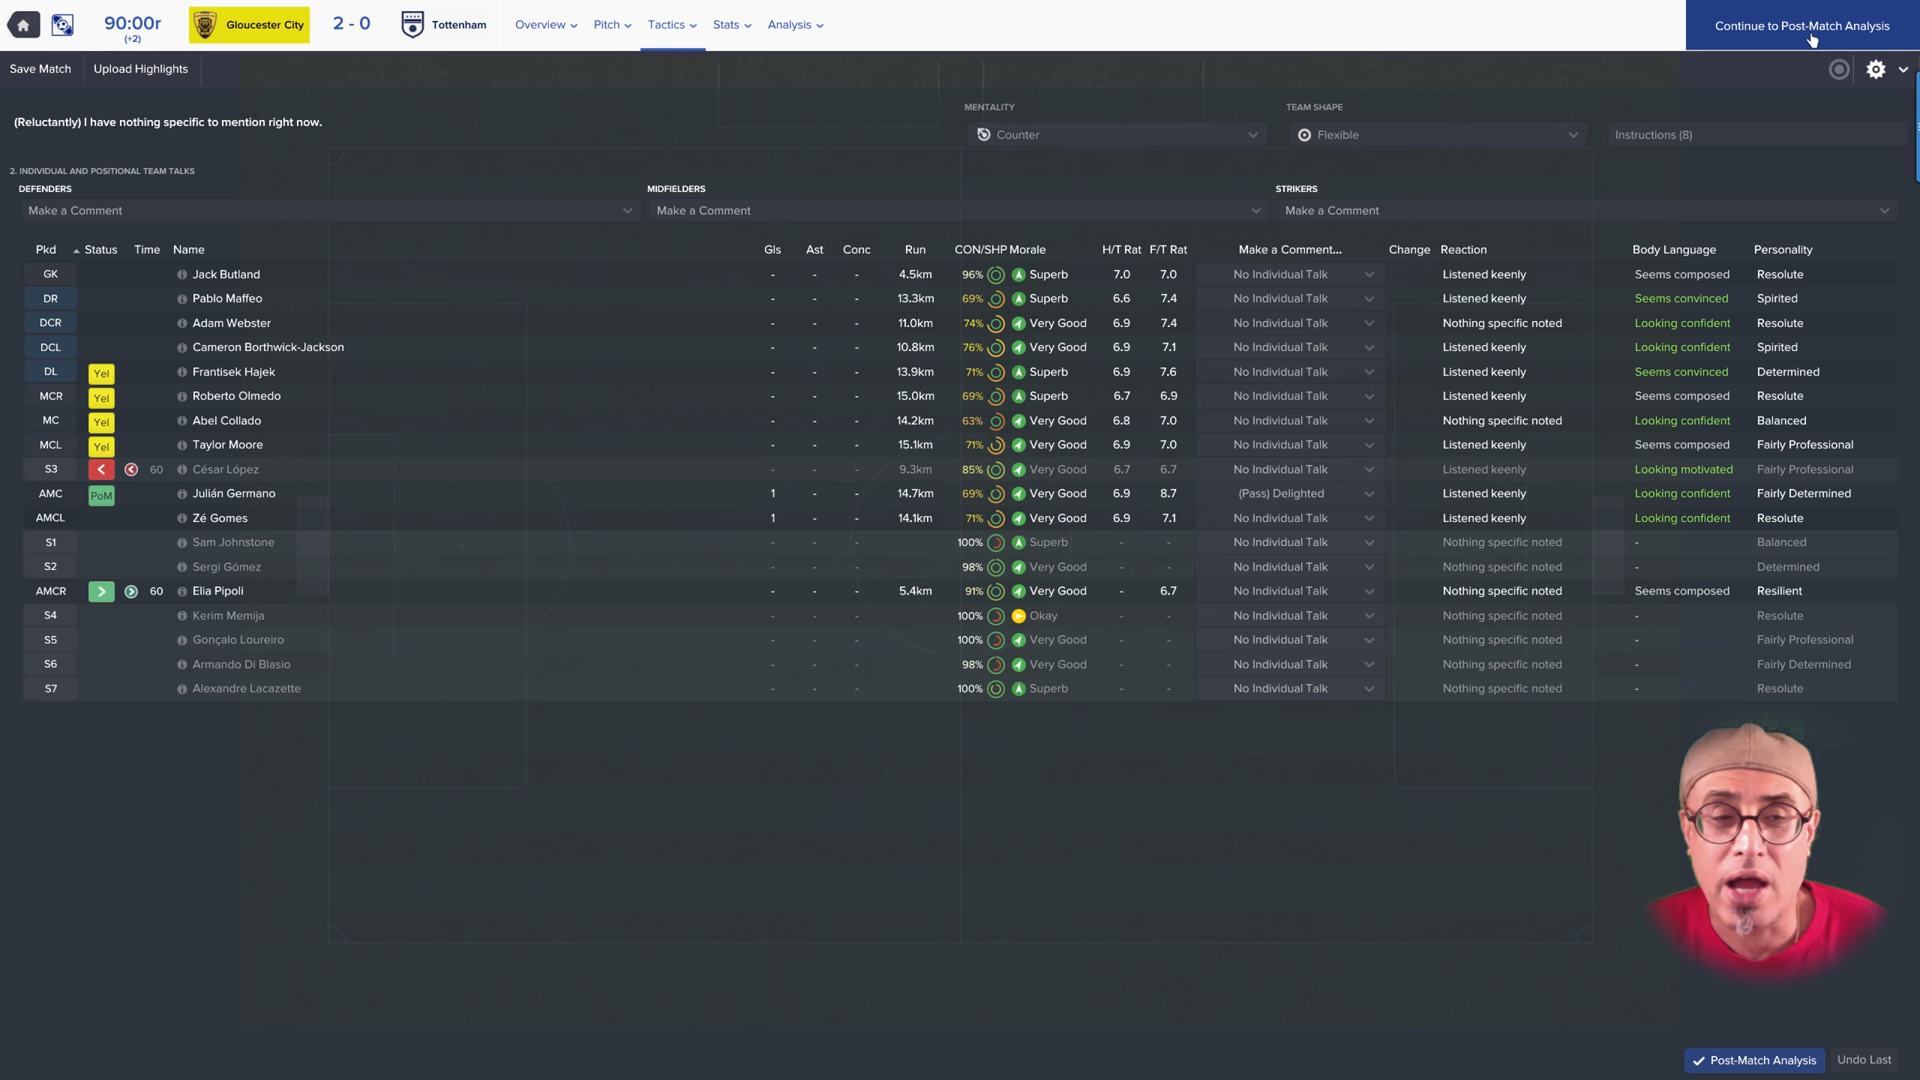 90:00r
(+2)
Gloucester City
2 - 0
Tottenham
Overview
Pitch
Tactics
Stats
Analysis
Continue to Post-Match Analysis
Save Match
Upload Highlights
(Reluctantly) I have nothing specific to mention right now.
MENTALITY
Counter
TEAM SHAPE
Flexible
Instructions (8)
2. INDIVIDUAL AND POSITIONAL TEAM TALKS
DEFENDERS MIDFIELDERS STRIKERS
Make a Comment Make a Comment Make a Comment
Pkd Status Time Name Gls Ast Conc Run CON/SHP Morale H/T Rat F/T Rat Make a Comment... Change Reaction Body Language Personality
GK Jack Butland - - - 4.5km 96% Superb 7.0 7.0 No Individual Talk Listened keenly Seems composed Resolute
DR Pablo Maffeo - - - 13.3km 69% Superb 6.6 7.4 No Individual Talk Listened keenly Seems convinced Spirited
DCR Adam Webster - - - 11.0km 74% Very Good 6.9 7.4 No Individual Talk Nothing specific noted Looking confident Resolute
DCL Cameron Borthwick-Jackson - - - 10.8km 76% Very Good 6.9 7.1 No Individual Talk Listened keenly Looking confident Spirited
DL Yel Frantisek Hajek - - - 13.9km 71% Superb 6.9 7.6 No Individual Talk Listened keenly Seems convinced Determined
MCR Yel Roberto Olmedo - - - 15.0km 69% Superb 6.7 6.9 No Individual Talk Listened keenly Seems composed Resolute
MC Yel Abel Collado - - - 14.2km 63% Very Good 6.8 7.0 No Individual Talk Nothing specific noted Looking confident Balanced
MCL Yel Taylor Moore - - - 15.1km 71% Very Good 6.9 7.0 No Individual Talk Listened keenly Seems composed Fairly Professional
S3 60 César López - - - 9.3km 85% Very Good 6.7 6.7 No Individual Talk Listened keenly Looking motivated Fairly Professional
AMC PoM Julián Germano 1 - - 14.7km 69% Very Good 6.9 8.7 (Pass) Delighted Listened keenly Looking confident Fairly Determined
AMCL Zé Gomes 1 - - 14.1km 71% Very Good 6.9 7.1 No Individual Talk Listened keenly Looking confident Resolute
S1 Sam Johnstone 100% Superb - - No Individual Talk Nothing specific noted - Balanced
S2 Sergi Gómez 98% Very Good - - No Individual Talk Nothing specific noted - Determined
AMCR 60 Elia Pipoli - - - 5.4km 91% Very Good - 6.7 No Individual Talk Nothing specific noted Seems composed Resilient
S4 Kerim Memija 100% Okay - - No Individual Talk Nothing specific noted - Resolute
S5 Gonçalo Loureiro 100% Very Good - - No Individual Talk Nothing specific noted - Fairly Professional
S6 Armando Di Blasio 98% Very Good - - No Individual Talk Nothing specific noted - Fairly Determined
S7 Alexandre Lacazette 100% Superb - - No Individual Talk Nothing specific noted - Resolute
Post-Match Analysis
Undo Last